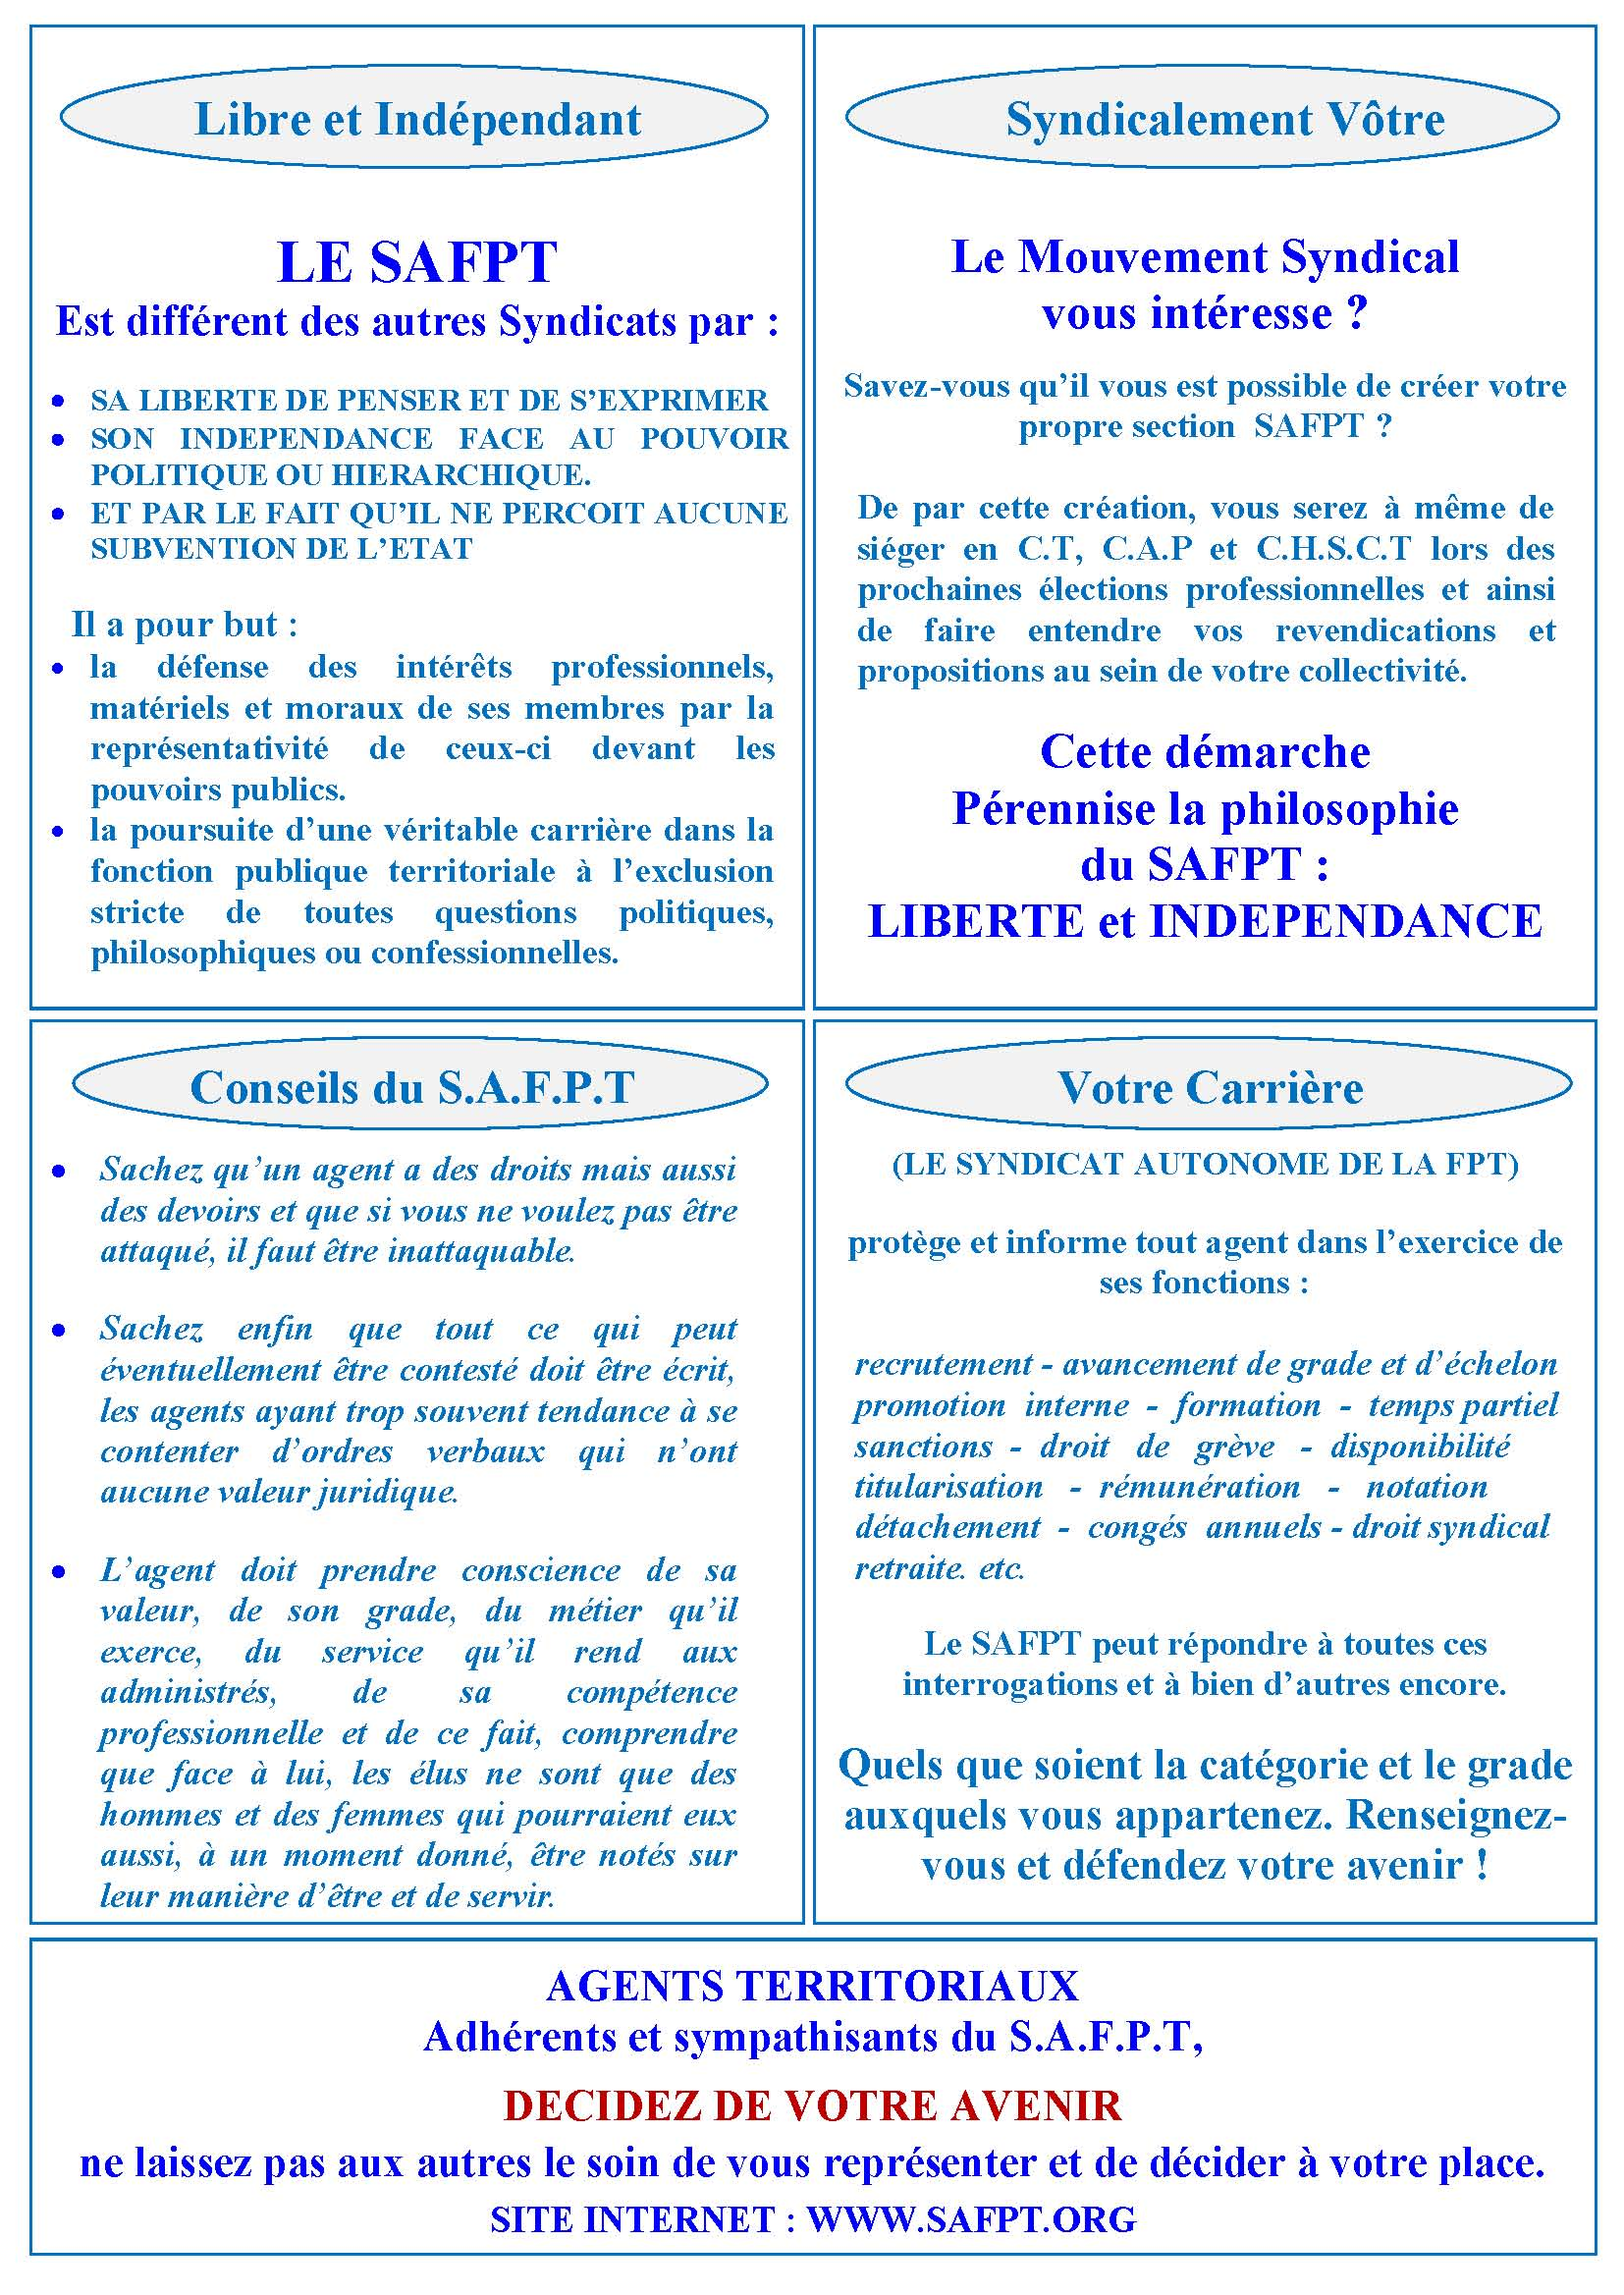 Libre et Indépendant
LE SAFPT
Est différent des autres Syndicats par :
• SA LIBERTE DE PENSER ET DE S’EXPRIMER
• SON INDEPENDANCE FACE AU POUVOIR
POLITIQUE OU HIERARCHIQUE.
• ET PAR LE FAIT QU’IL NE PERCOIT AUCUNE
SUBVENTION DE L’ETAT
Il a pour but :
• la défense des intérêts professionnels,
matériels et moraux de ses membres par la
représentativité de ceux-ci devant les
pouvoirs publics.
• la poursuite d’une véritable carrière dans la
fonction publique territoriale à l’exclusion
stricte de toutes questions politiques,
philosophiques ou confessionnelles.
Syndicalement Vôtre
Le Mouvement Syndical
vous intéresse ?
Savez-vous qu’il vous est possible de créer votre
propre section SAFPT ?
De par cette création, vous serez à même de
siéger en C.T, C.A.P et C.H.S.C.T lors des
prochaines élections professionnelles et ainsi
de faire entendre vos revendications et
propositions au sein de votre collectivité.
Cette démarche
Pérennise la philosophie
du SAFPT :
LIBERTE et INDEPENDANCE
Conseils du S.A.F.P.T
• Sachez qu’un agent a des droits mais aussi
des devoirs et que si vous ne voulez pas être
attaqué, il faut être inattaquable.
• Sachez enfin que tout ce qui peut
éventuellement être contesté doit être écrit,
les agents ayant trop souvent tendance à se
contenter d’ordres verbaux qui n’ont
aucune valeur juridique.
• L’agent doit prendre conscience de sa
valeur, de son grade, du métier qu’il
exerce, du service qu’il rend aux
administrés, de sa compétence
professionnelle et de ce fait, comprendre
que face à lui, les élus ne sont que des
hommes et des femmes qui pourraient eux
aussi, à un moment donné, être notés sur
leur manière d’être et de servir.
Votre Carrière
(LE SYNDICAT AUTONOME DE LA FPT)
protège et informe tout agent dans l’exercice de
ses fonctions :
recrutement - avancement de grade et d’échelon
promotion interne - formation - temps partiel
sanctions - droit de grève - disponibilité
titularisation - rémunération - notation
détachement - congés annuels - droit syndical
retraite. etc.
Le SAFPT peut répondre à toutes ces
interrogations et à bien d’autres encore.
Quels que soient la catégorie et le grade
auxquels vous appartenez. Renseignez-
vous et défendez votre avenir !
AGENTS TERRITORIAUX
Adhérents et sympathisants du S.A.F.P.T,
DECIDEZ DE VOTRE AVENIR
ne laissez pas aux autres le soin de vous représenter et de décider à votre place.
SITE INTERNET : WWW.SAFPT.ORG